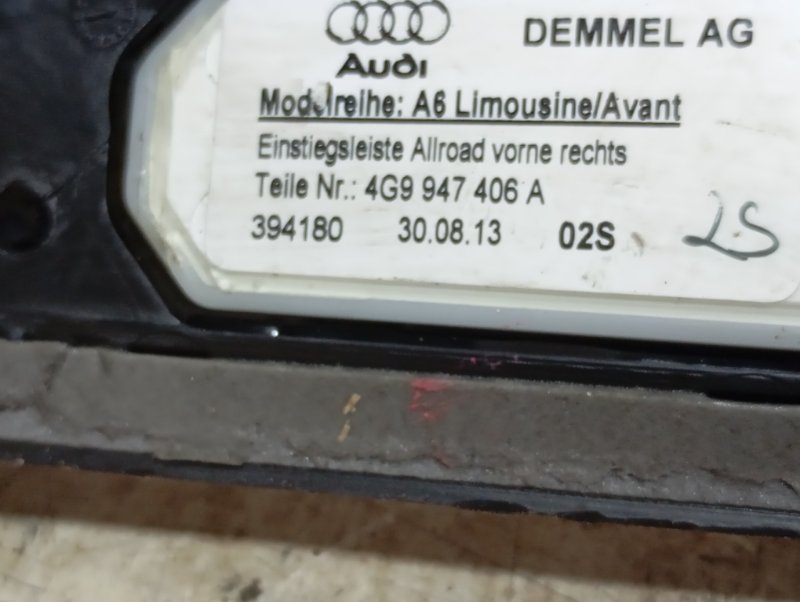 DEMMEL AG
Audi
Modellreihe: A6 Limousine/Avant
Einstiegsleiste Allroad vorne rechts
Teile Nr.: 4G9 947 406 A
394180 30.08.13 02S